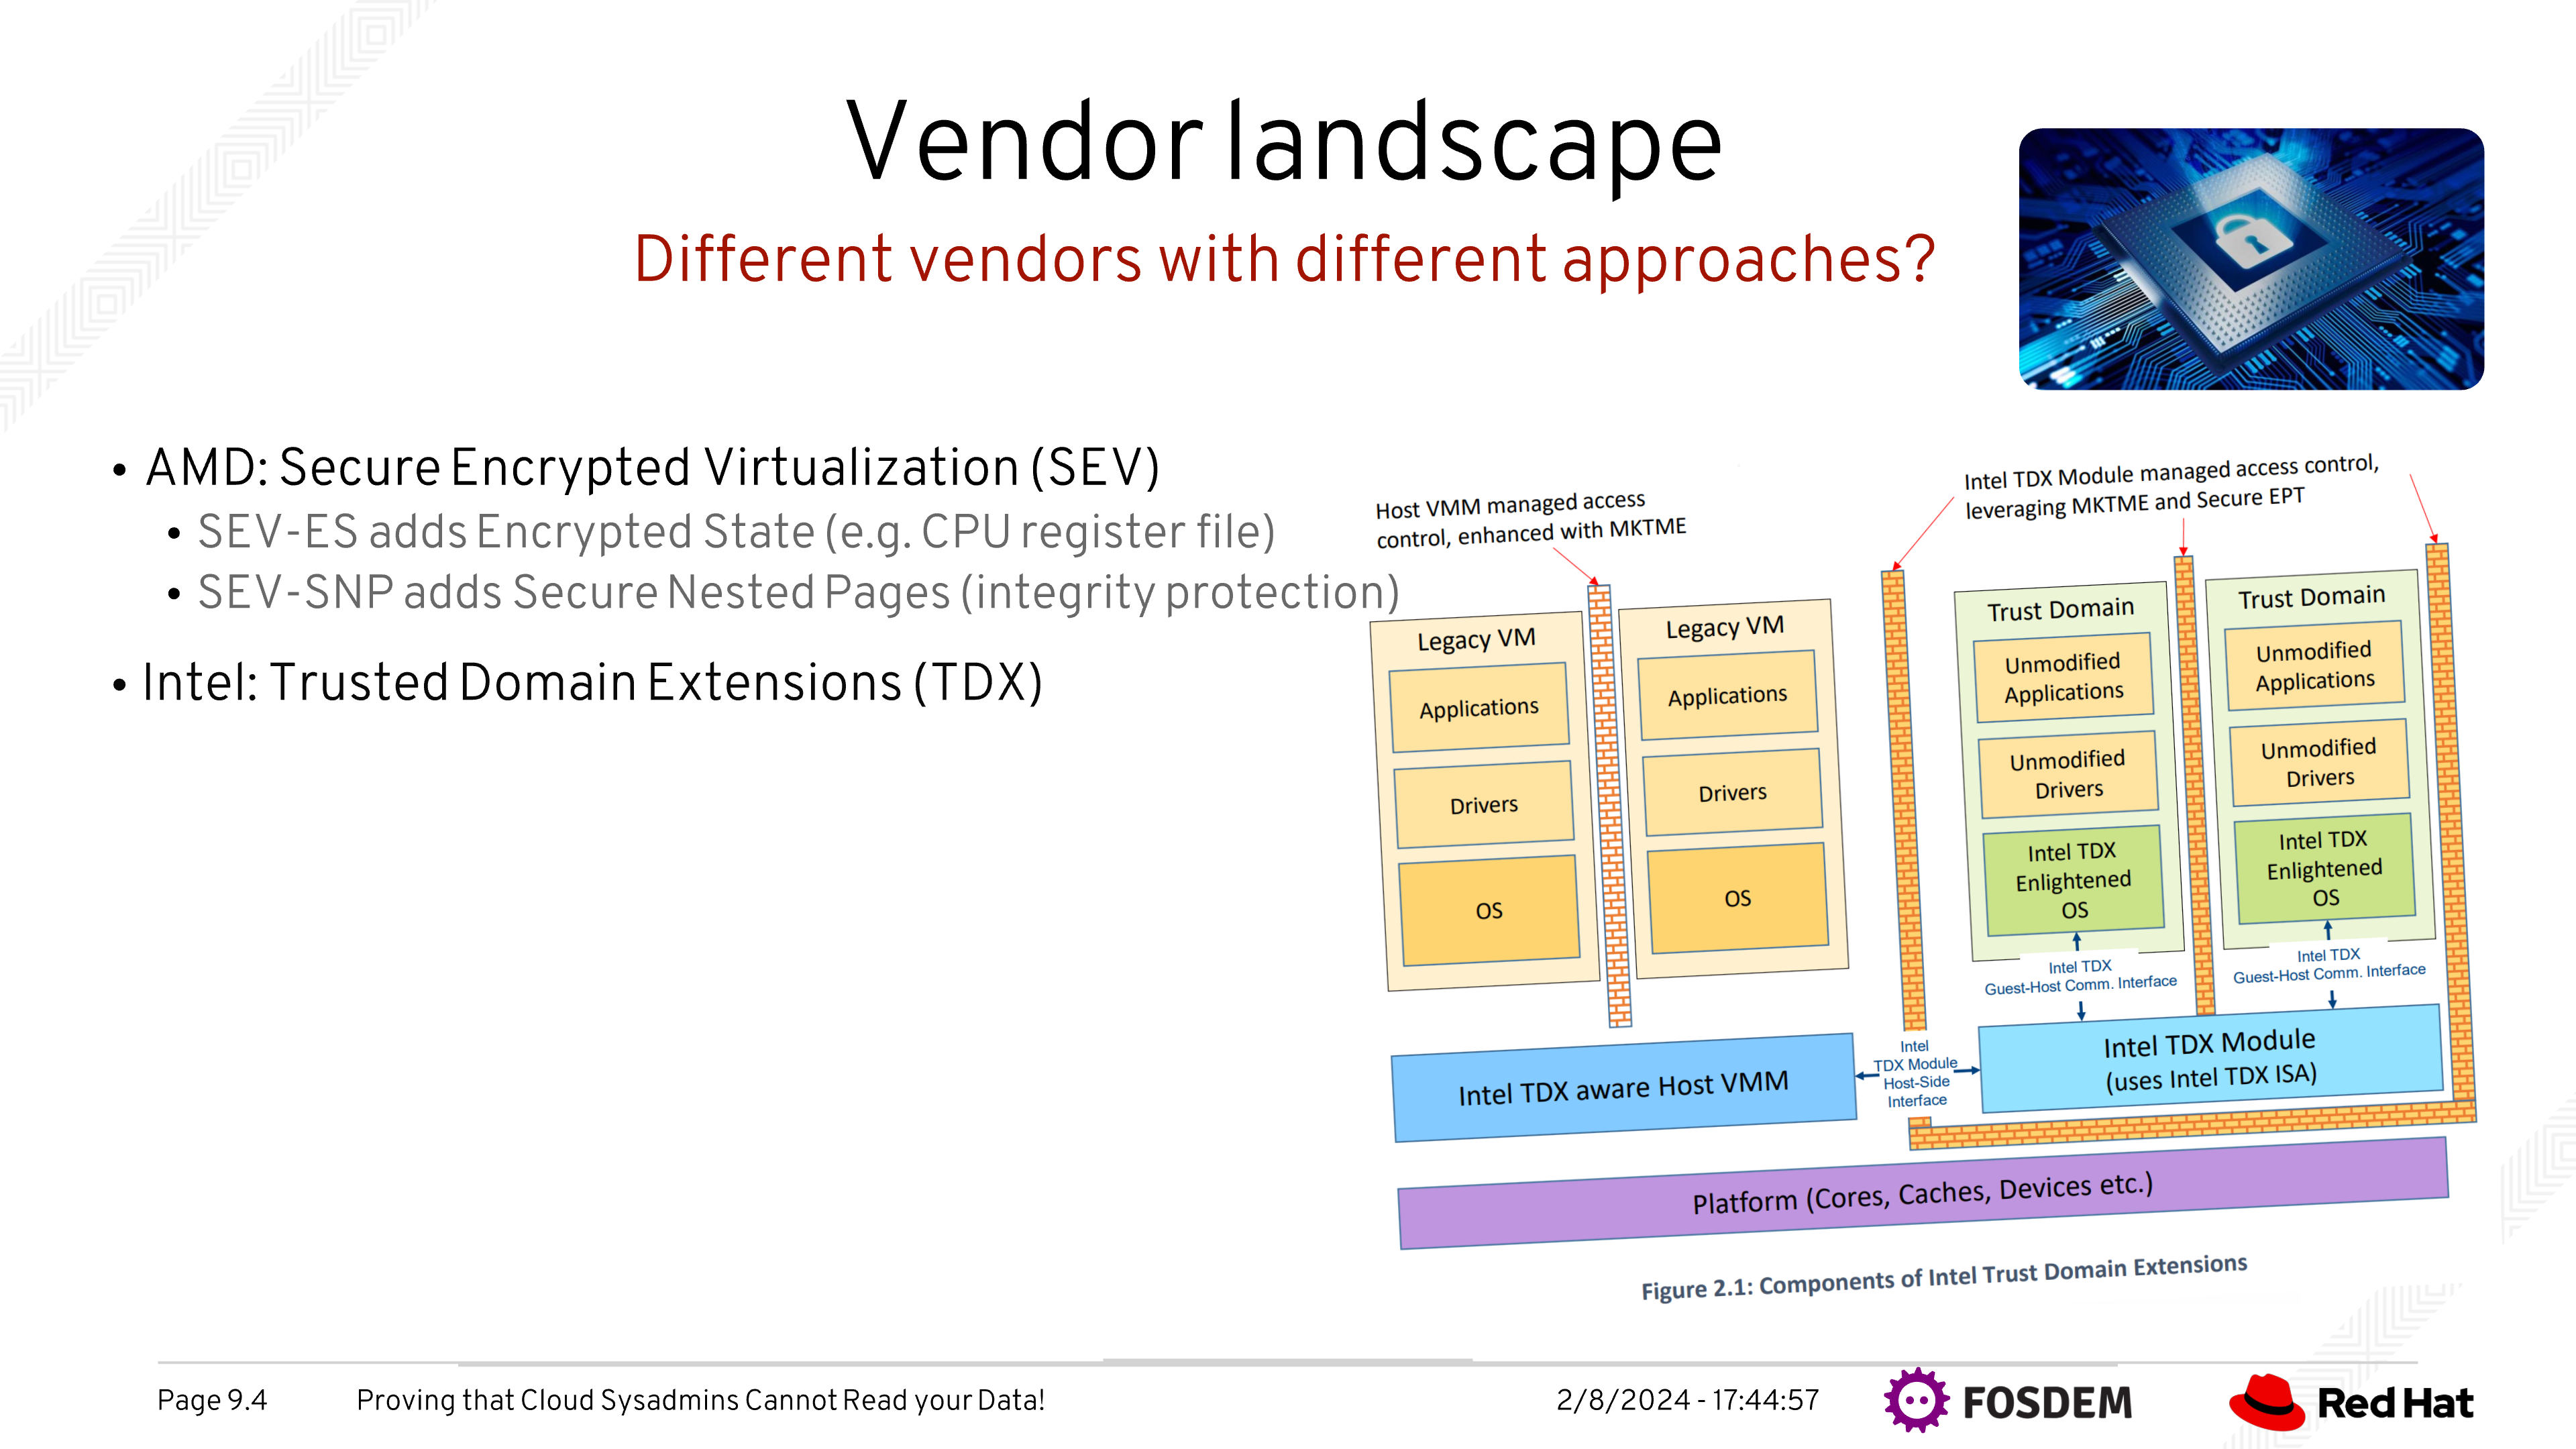 Vendor landscape
Different vendors with different approaches?
• AMD: Secure Encrypted Virtualization (SEV)
• SEV-ES adds Encrypted State (e.g. CPU register file)
• SEV-SNP adds Secure Nested Pages (integrity protection)
• Intel: Trusted Domain Extensions (TDX)
Host VMM managed access
control, enhanced with MKTME
Intel TDX Module managed access control,
leveraging MKTME and Secure EPT
Legacy VM
Applications
Drivers
OS
Legacy VM
Applications
Drivers
OS
Trust Domain
Unmodified
Applications
Unmodified
Drivers
Intel TDX
Enlightened
OS
Trust Domain
Unmodified
Applications
Unmodified
Drivers
Intel TDX
Enlightened
OS
Intel TDX
Guest-Host Comm. Interface
Intel TDX
Guest-Host Comm. Interface
Intel TDX aware Host VMM
Intel
TDX Module
Host-Side
Interface
Intel TDX Module
(uses Intel TDX ISA)
Platform (Cores, Caches, Devices etc.)
Figure 2.1: Components of Intel Trust Domain Extensions
Page 9.4
Proving that Cloud Sysadmins Cannot Read your Data!
2/8/2024 - 17:44:57
FOSDEM
Red Hat